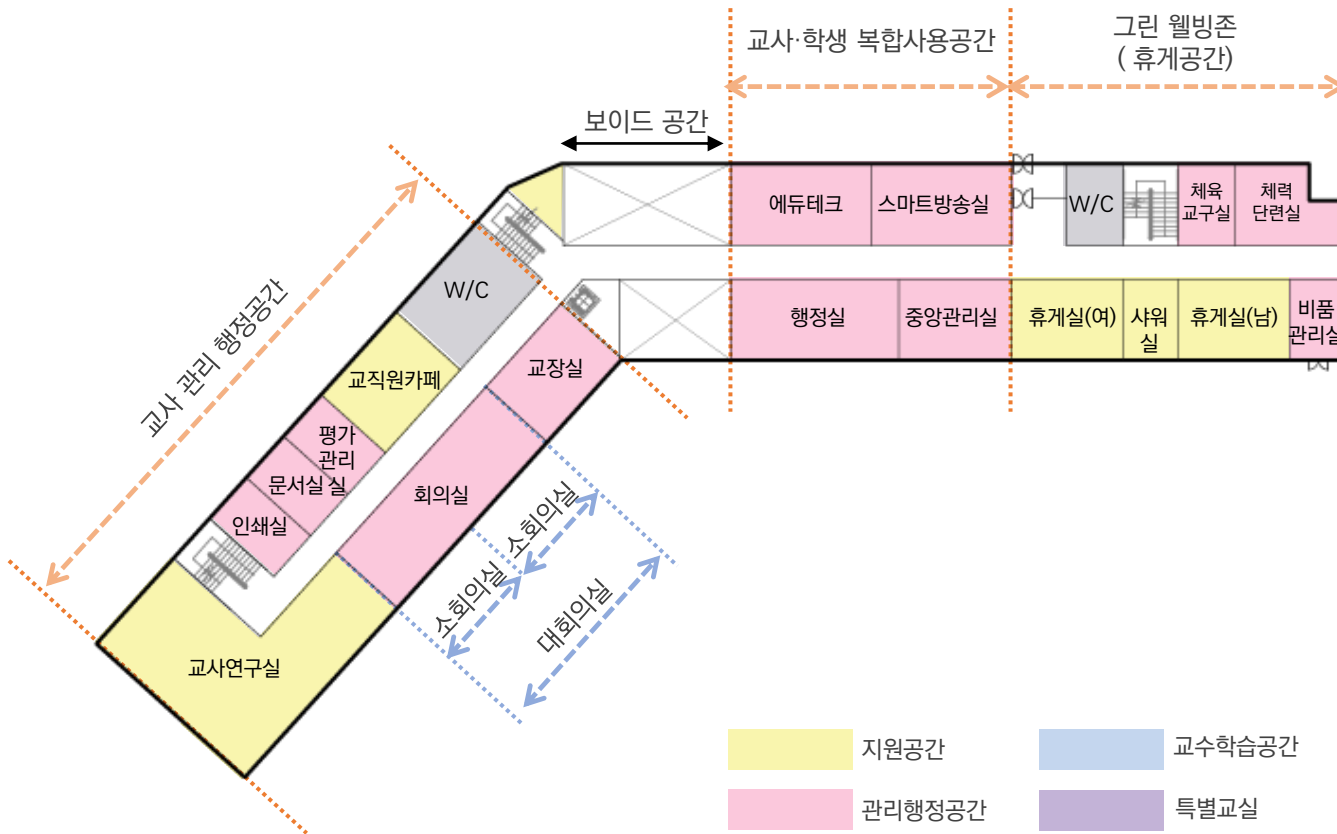 교사·학생 복합사용공간
그린 웰빙존
( 휴게공간)
보이드 공간
에듀테크
스마트방송실
W/C
체육
교구실
체력
단련실
행정실
중앙관리실
휴게실(여)
샤워
실
휴게실(남)
비품
관리실
교사 관리 행정공간
W/C
교장실
교직원카페
평가
관리
실
문서실
인쇄실
회의실
소회의실
소회의실
대회의실
교사연구실
지원공간
교수학습공간
관리행정공간
특별교실